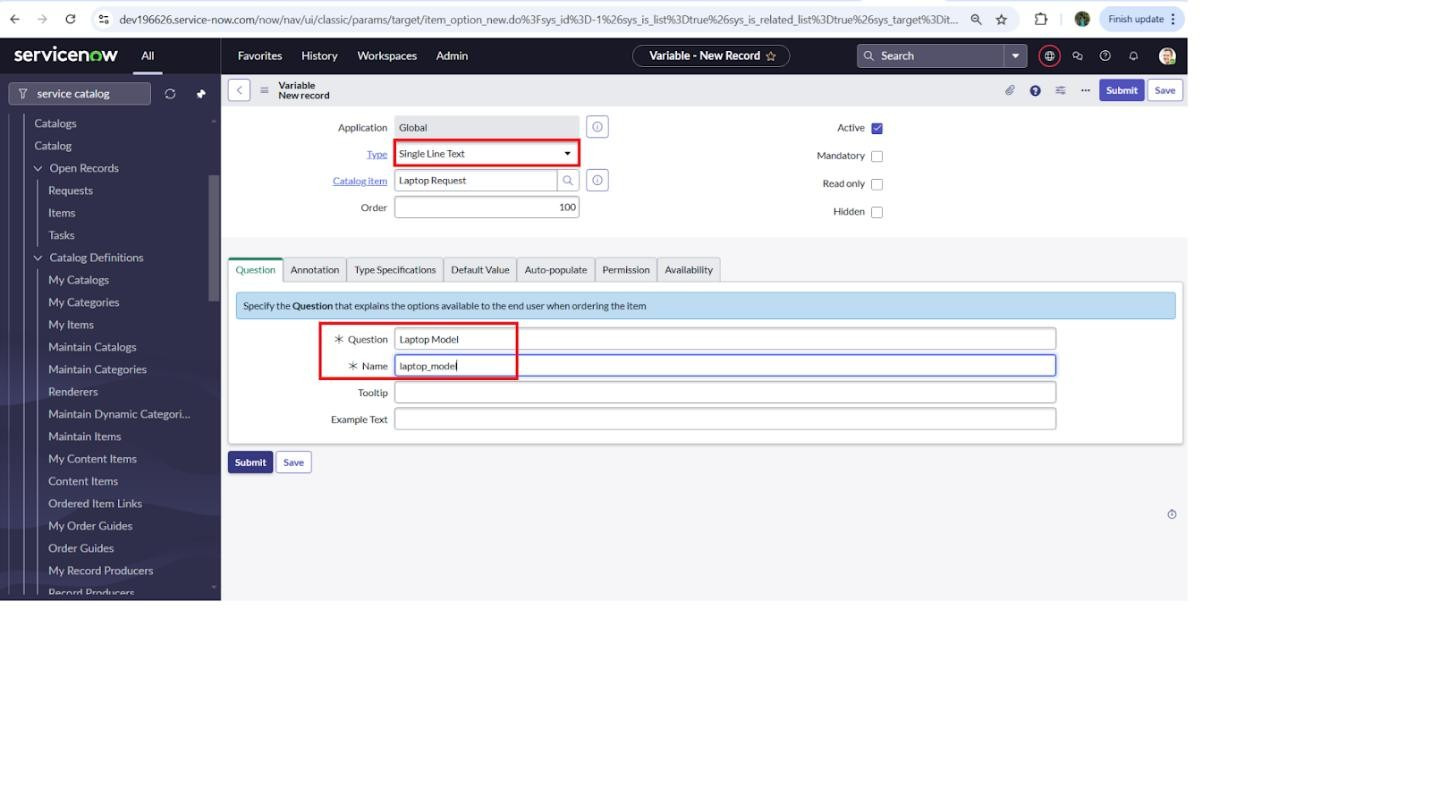 dev196626.service-now.com/now/nav/ui/classic/params/target/item_option_new.do%3Fsys_id%3D-1%26sys_is_list%3Dtrue%26sys_is_related_list%3Dtrue%26sys_target%3Dit...
Finish update
servicenow
All
Favorites
History
Workspaces
Admin
Variable - New Record
Search
service catalog
Catalogs
Catalog
Open Records
Requests
Items
Tasks
Catalog Definitions
My Catalogs
My Categories
My Items
Maintain Catalogs
Maintain Categories
Renderers
Maintain Dynamic Categori...
Maintain Items
My Content Items
Content Items
Ordered Item Links
My Order Guides
Order Guides
My Record Producers
Record Producers
Variable
New record
Submit
Save
Application Global
Type Single Line Text
Catalog item Laptop Request
Order 100
Active
Mandatory
Read only
Hidden
Question
Annotation
Type Specifications
Default Value
Auto-populate
Permission
Availability
Specify the Question that explains the options available to the end user when ordering the item
Question Laptop Model
Name laptop_model
Tooltip
Example Text
Submit
Save